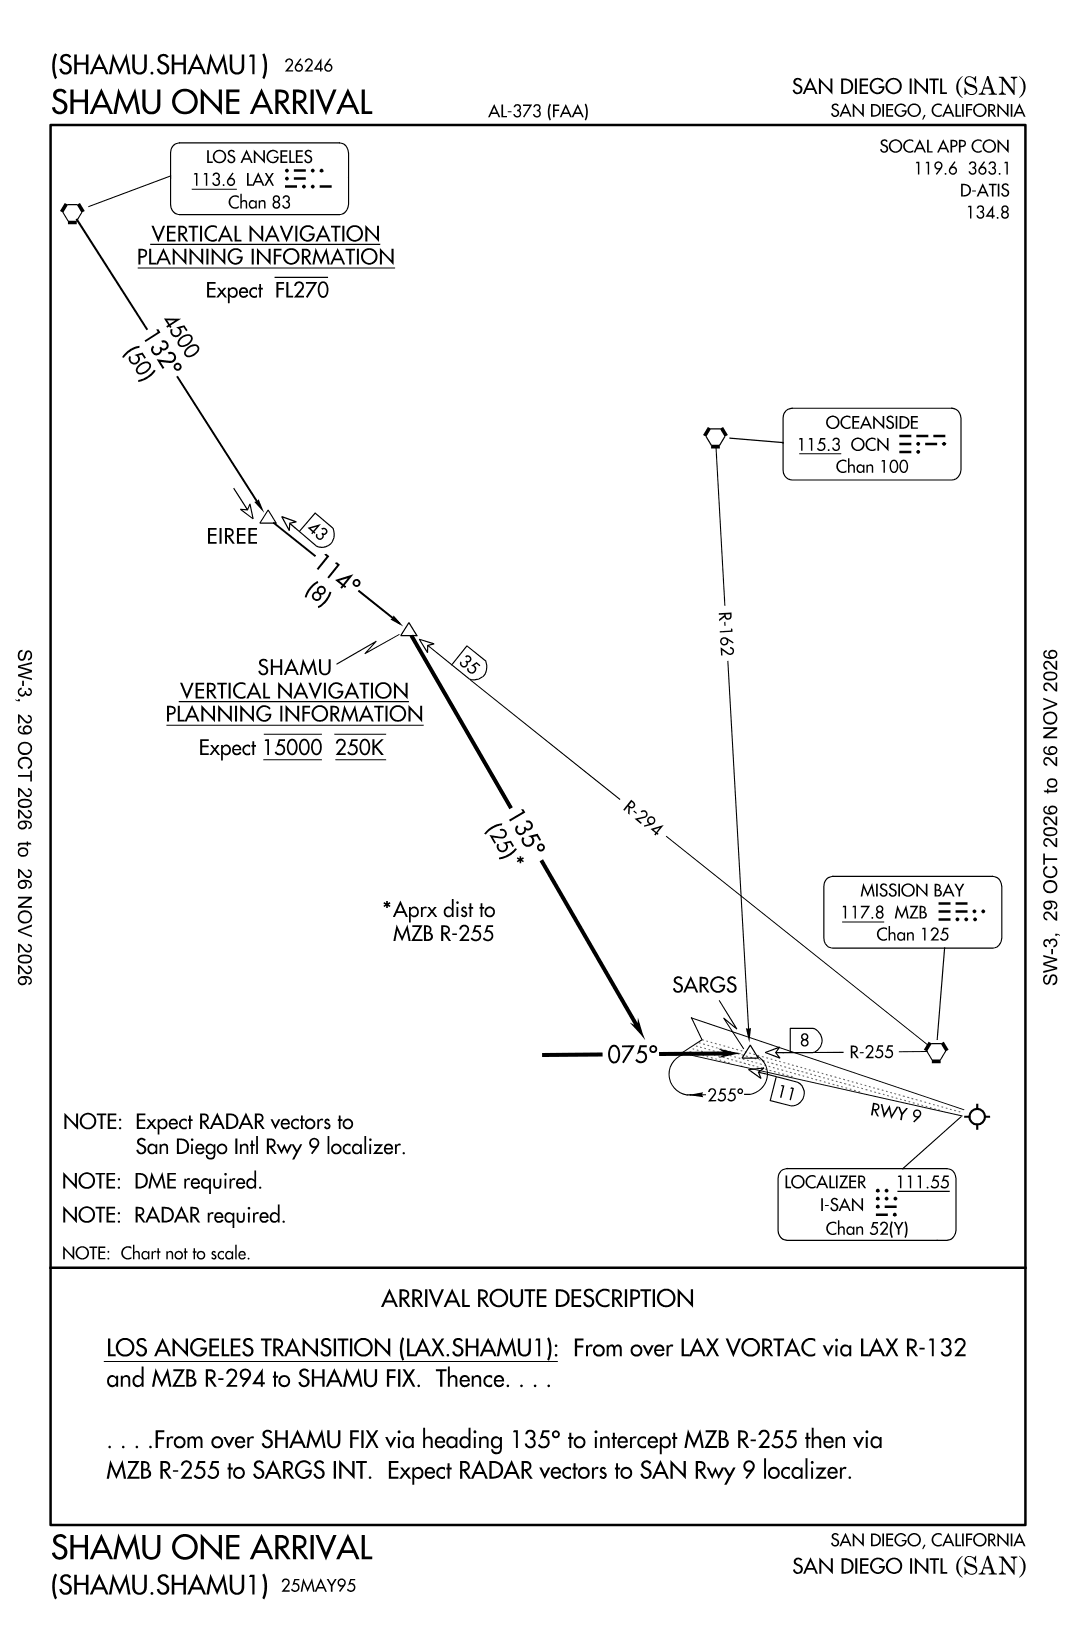 (SHAMU.SHAMU1) 26246
SHAMU ONE ARRIVAL
AL-373 (FAA)
SAN DIEGO INTL (SAN)
SAN DIEGO, CALIFORNIA
SOCAL APP CON
119.6 363.1
D-ATIS
134.8
LOS ANGELES
113.6 LAX
Chan 83
VERTICAL NAVIGATION
PLANNING INFORMATION
Expect FL270
4500
132°
(50)
OCEANSIDE
115.3 OCN
Chan 100
EIREE
43
114°
(8)
R-162
35
SHAMU
VERTICAL NAVIGATION
PLANNING INFORMATION
Expect 15000 250K
R-294
135°
(25)*
*Aprx dist to
MZB R-255
MISSION BAY
117.8 MZB
Chan 125
SARGS
8
R-255
075°
255°
11
RWY 9
LOCALIZER 111.55
I-SAN
Chan 52(Y)
NOTE: Expect RADAR vectors to
San Diego Intl Rwy 9 localizer.
NOTE: DME required.
NOTE: RADAR required.
NOTE: Chart not to scale.
SW-3, 29 OCT 2026 to 26 NOV 2026
SW-3, 29 OCT 2026 to 26 NOV 2026
ARRIVAL ROUTE DESCRIPTION
LOS ANGELES TRANSITION (LAX.SHAMU1): From over LAX VORTAC via LAX R-132
and MZB R-294 to SHAMU FIX. Thence. . . .
. . . .From over SHAMU FIX via heading 135° to intercept MZB R-255 then via
MZB R-255 to SARGS INT. Expect RADAR vectors to SAN Rwy 9 localizer.
SHAMU ONE ARRIVAL
(SHAMU.SHAMU1) 25MAY95
SAN DIEGO, CALIFORNIA
SAN DIEGO INTL (SAN)